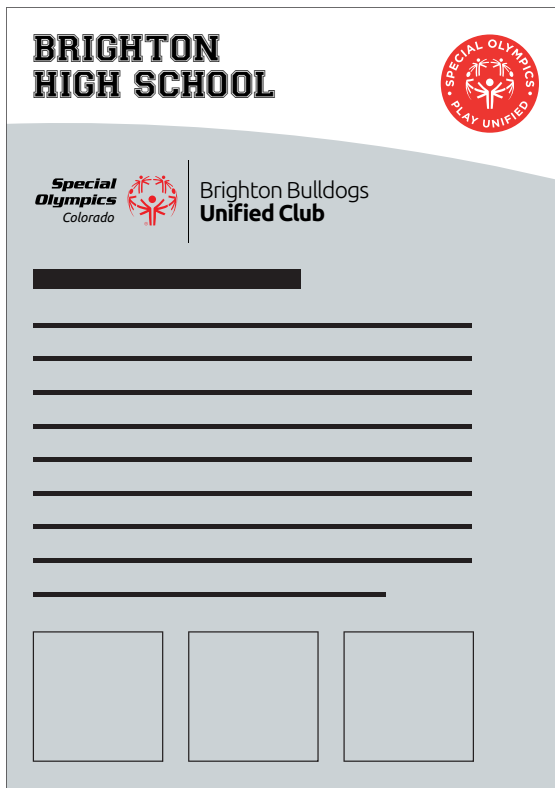 BRIGHTON
HIGH SCHOOL
SPECIAL OLYMPICS
PLAY UNIFIED
Special
Olympics
Colorado
Brighton Bulldogs
Unified Club